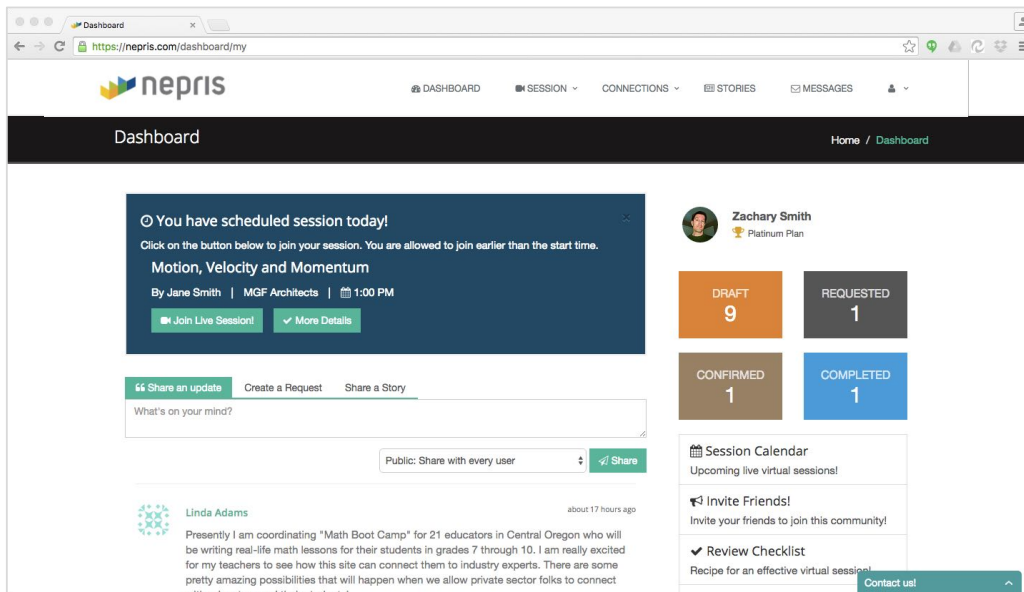 Dashboard
https://nepris.com/dashboard/my
nepris
DASHBOARD SESSION CONNECTIONS STORIES MESSAGES
Dashboard
Home / Dashboard
You have scheduled session today!
Click on the button below to join your session. You are allowed to join earlier than the start time.
Motion, Velocity and Momentum
By Jane Smith | MGF Architects | 1:00 PM
Join Live Session! More Details
Share an update Create a Request Share a Story
What's on your mind?
Public: Share with every user Share
Linda Adams about 17 hours ago
Presently I am coordinating "Math Boot Camp" for 21 educators in Central Oregon who will
be writing real-life math lessons for their students in grades 7 through 10. I am really excited
for my teachers to see how this site can connect them to industry experts. There are some
pretty amazing possibilities that will happen when we allow private sector folks to connect
Zachary Smith
Platinum Plan
DRAFT
9
REQUESTED
1
CONFIRMED
1
COMPLETED
1
Session Calendar
Upcoming live virtual sessions!
Invite Friends!
Invite your friends to join this community!
Review Checklist
Recipe for an effective virtual session!
Contact us!